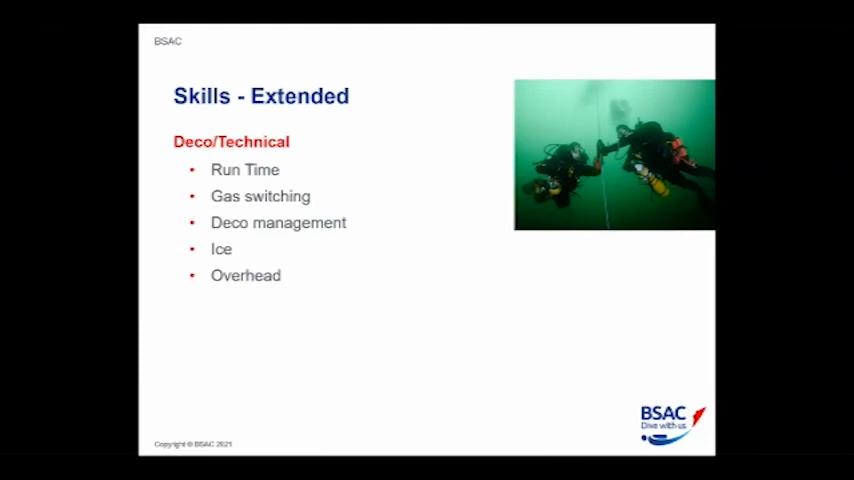 BSAC
Skills - Extended
Deco/Technical
• Run Time
• Gas switching
• Deco management
• Ice
• Overhead
BSAC
Dive with us
Copyright © BSAC 2021